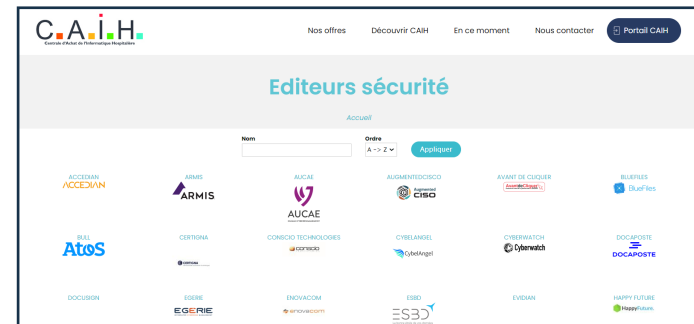 C.A.i.H.
Centrale d'Achat de l'Informatique Hospitalière
Nos offres
Découvrir CAIH
En ce moment
Nous contacter
Portail CAIH
Editeurs sécurité
Accueil
Nom
Ordre
A -> Z
Appliquer
ACCEDIAN
ARMIS
AUCAE
AUGMENTEDCISO
AVANT DE CLIQUER
BLUEFILES
ACCEDIAN
ARMIS
AUCAE
Augmented
CISO
AvantdeCliquer
BlueFiles
BULL
CERTIGNA
CONSCIO TECHNOLOGIES
CYBELANGEL
CYBERWATCH
DOCAPOSTE
Atos
CERTIGNA
conscio
CybelAngel
Cyberwatch
DOCAPOSTE
DOCUSION
EGERIE
ENOVACOM
ESBD
EVIDIAN
HAPPY FUTURE
EGERIE
enovacom
ESBD
HappyFuture.